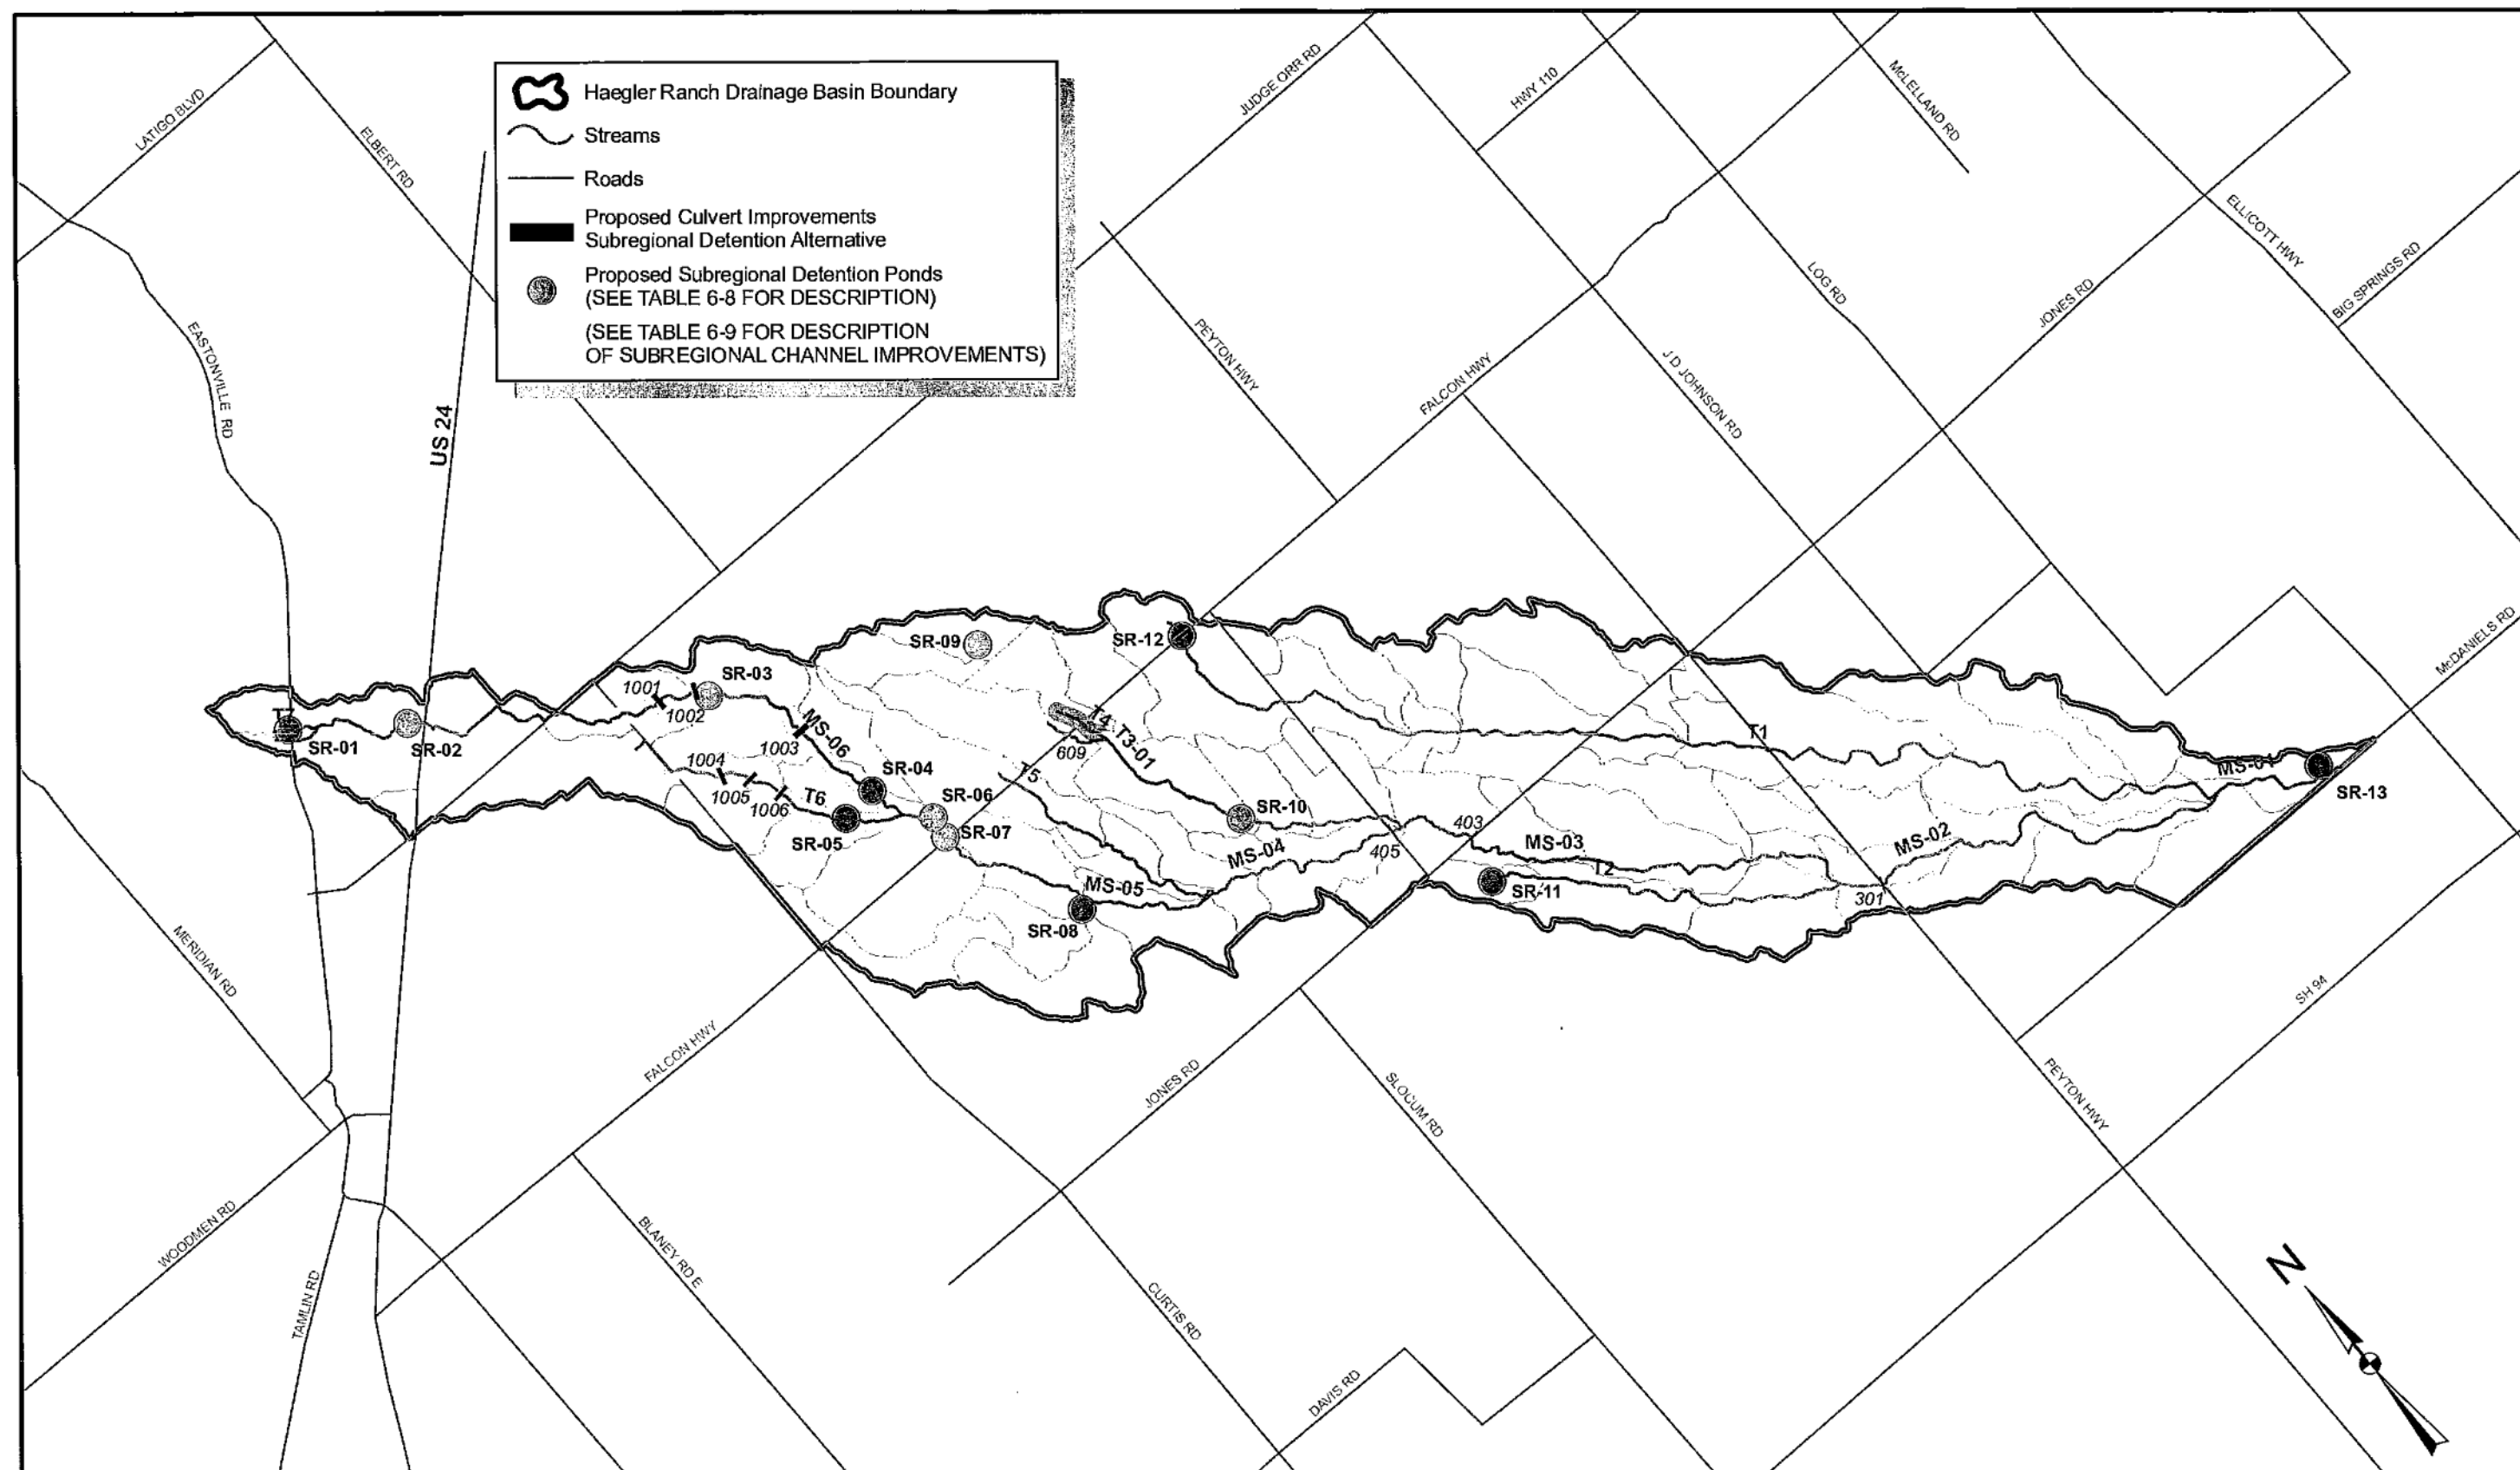 Haegler Ranch Drainage Basin Boundary
Streams
Roads
Proposed Culvert Improvements
Subregional Detention Alternative
Proposed Subregional Detention Ponds
(SEE TABLE 6-8 FOR DESCRIPTION)
(SEE TABLE 6-9 FOR DESCRIPTION
OF SUBREGIONAL CHANNEL IMPROVEMENTS)
LATIGO BLVD
ELBERT RD
JUDGE ORR RD
HWY 110
McLELLAND RD
ELLICOTT HWY
BIG SPRINGS RD
LOG RD
JONES RD
EASTONVILLE RD
US 24
PEYTON HWY
FALCON HWY
J D JOHNSON RD
McDANIELS RD
SR-09
SR-12
SR-03
1001
1002
SR-01
SR-02
MS-06
1003
T4
T3-01
609
T1
MS-01
SR-13
1004
1005
1006
T6
SR-04
SR-05
SR-06
SR-07
T5
SR-10
MS-04
403
405
MS-03
T2
MS-02
SR-11
301
MS-05
SR-08
MERIDIAN RD
FALCON HWY
JONES RD
SLOCUM RD
PEYTON HWY
SH 94
WOODMEN RD
TAMLIN RD
BLANEY RD E
CURTIS RD
DAVIS RD
N